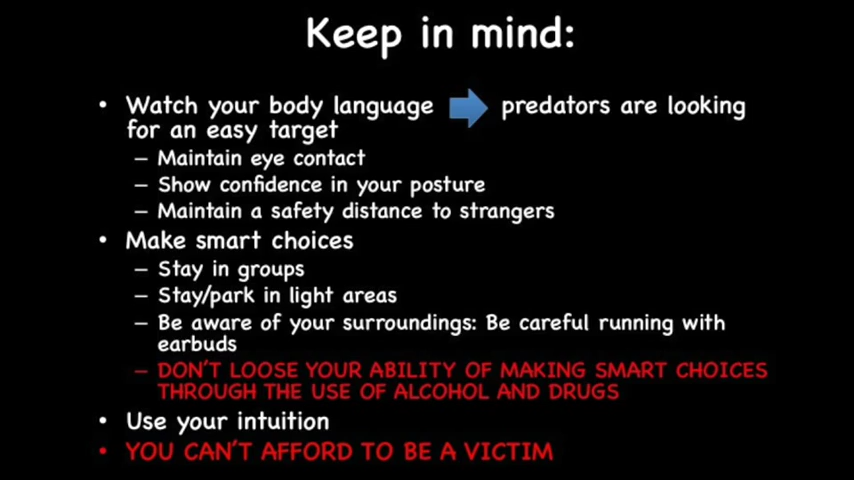 Keep in mind:
• Watch your body language predators are looking
for an easy target
– Maintain eye contact
– Show confidence in your posture
– Maintain a safety distance to strangers
• Make smart choices
– Stay in groups
– Stay/park in light areas
– Be aware of your surroundings: Be careful running with
earbuds
– DON'T LOOSE YOUR ABILITY OF MAKING SMART CHOICES
THROUGH THE USE OF ALCOHOL AND DRUGS
• Use your intuition
• YOU CAN'T AFFORD TO BE A VICTIM